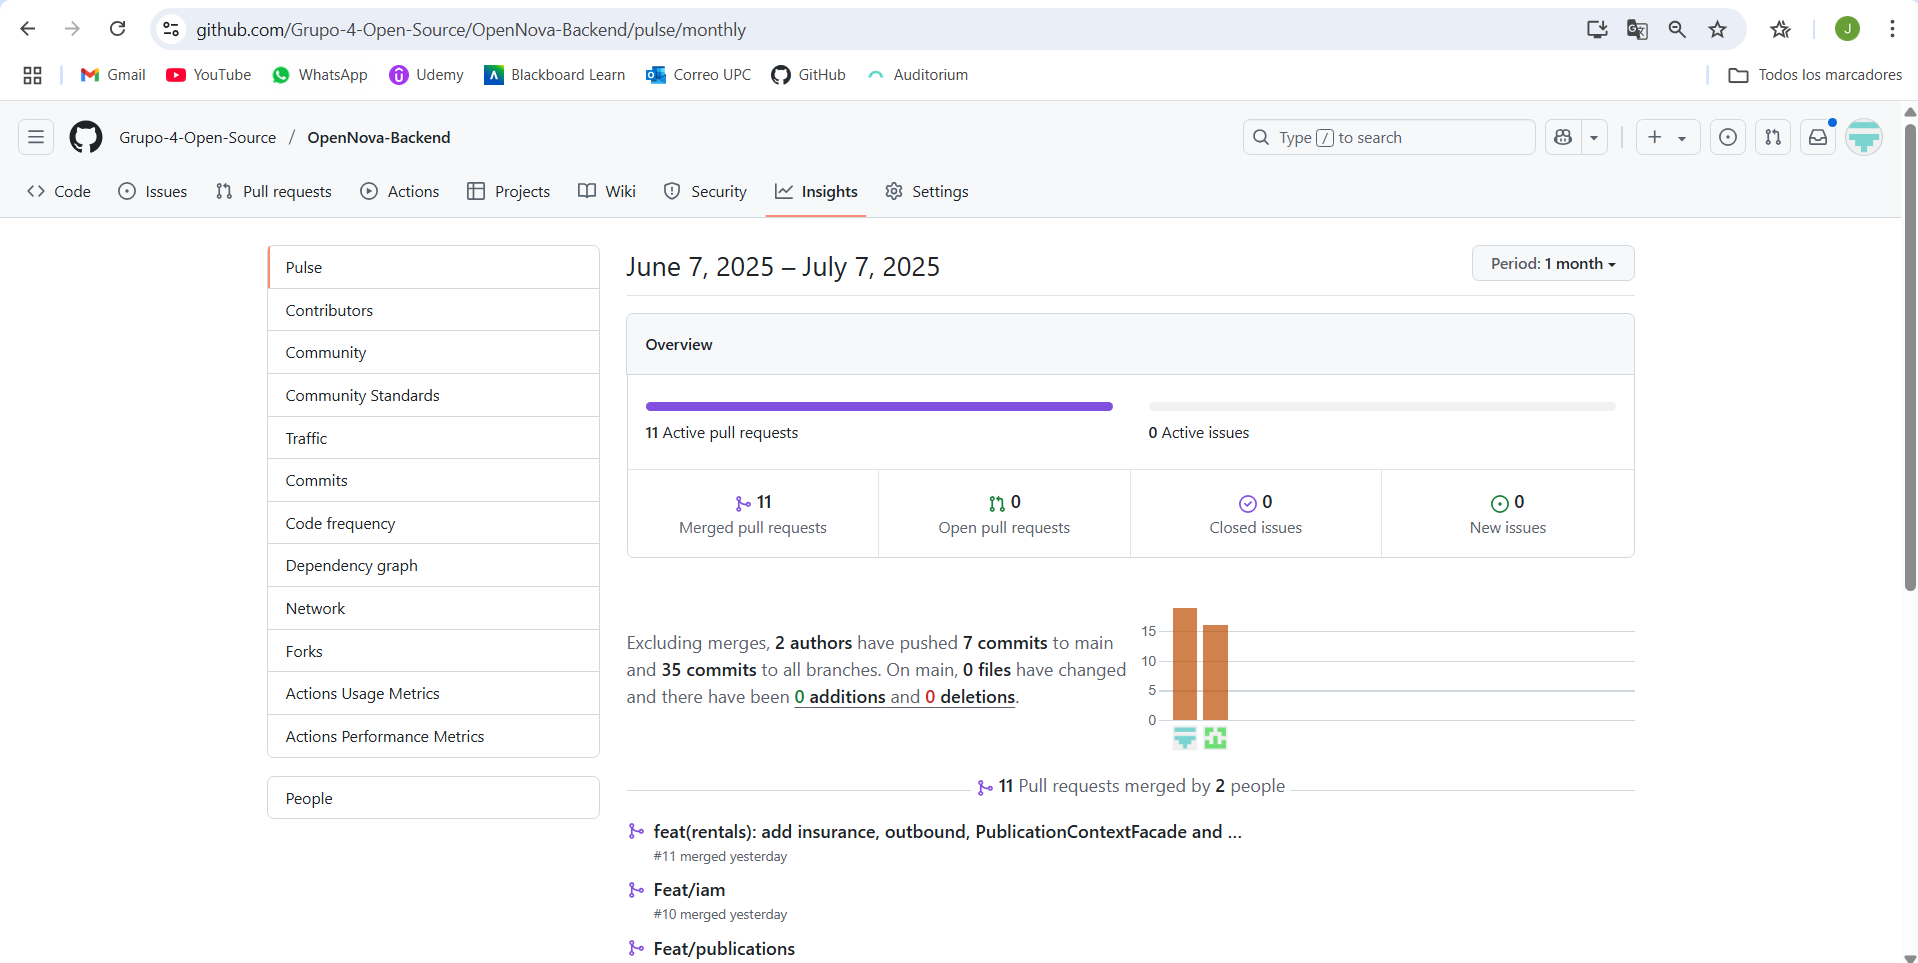 github.com/Grupo-4-Open-Source/OpenNova-Backend/pulse/monthly
J
Gmail YouTube WhatsApp Udemy Blackboard Learn Correo UPC GitHub Auditorium Todos los marcadores
Grupo-4-Open-Source / OpenNova-Backend Type / to search
Code Issues Pull requests Actions Projects Wiki Security Insights Settings
Pulse
Contributors
Community
Community Standards
Traffic
Commits
Code frequency
Dependency graph
Network
Forks
Actions Usage Metrics
Actions Performance Metrics
People
June 7, 2025 – July 7, 2025
Period: 1 month
Overview
11 Active pull requests
0 Active issues
11
Merged pull requests
0
Open pull requests
0
Closed issues
0
New issues
Excluding merges, 2 authors have pushed 7 commits to main
and 35 commits to all branches. On main, 0 files have changed
and there have been 0 additions and 0 deletions.
15
10
5
0
11 Pull requests merged by 2 people
feat(rentals): add insurance, outbound, PublicationContextFacade and ...
#11 merged yesterday
Feat/iam
#10 merged yesterday
Feat/publications